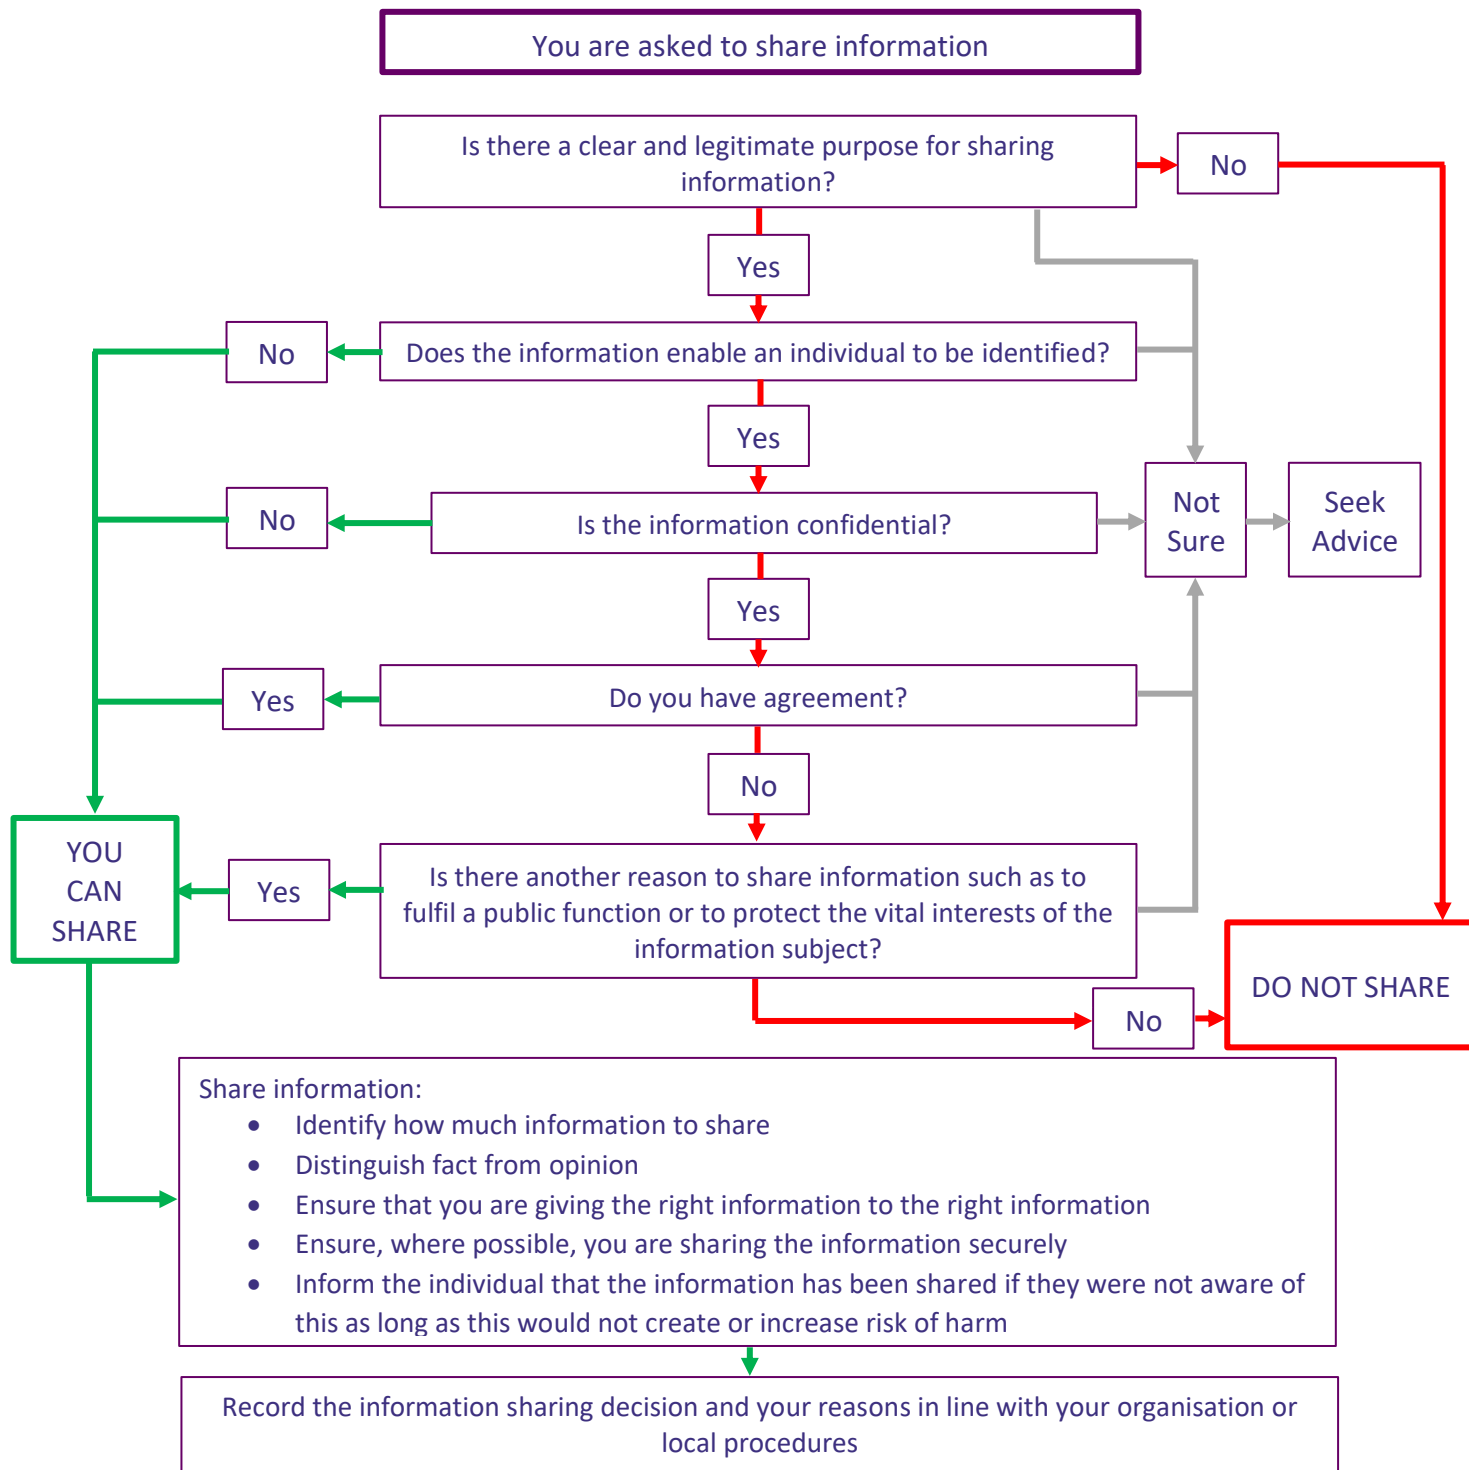 You are asked to share information
Is there a clear and legitimate purpose for sharing
information?
No
Yes
No
Does the information enable an individual to be identified?
Yes
No
Is the information confidential?
Not
Sure
Seek
Advice
Yes
Yes
Do you have agreement?
No
YOU
CAN
SHARE
Yes
Is there another reason to share information such as to
fulfil a public function or to protect the vital interests of the
information subject?
DO NOT SHARE
No
Share information:
• Identify how much information to share
• Distinguish fact from opinion
• Ensure that you are giving the right information to the right information
• Ensure, where possible, you are sharing the information securely
• Inform the individual that the information has been shared if they were not aware of
this as long as this would not create or increase risk of harm
Record the information sharing decision and your reasons in line with your organisation or
local procedures